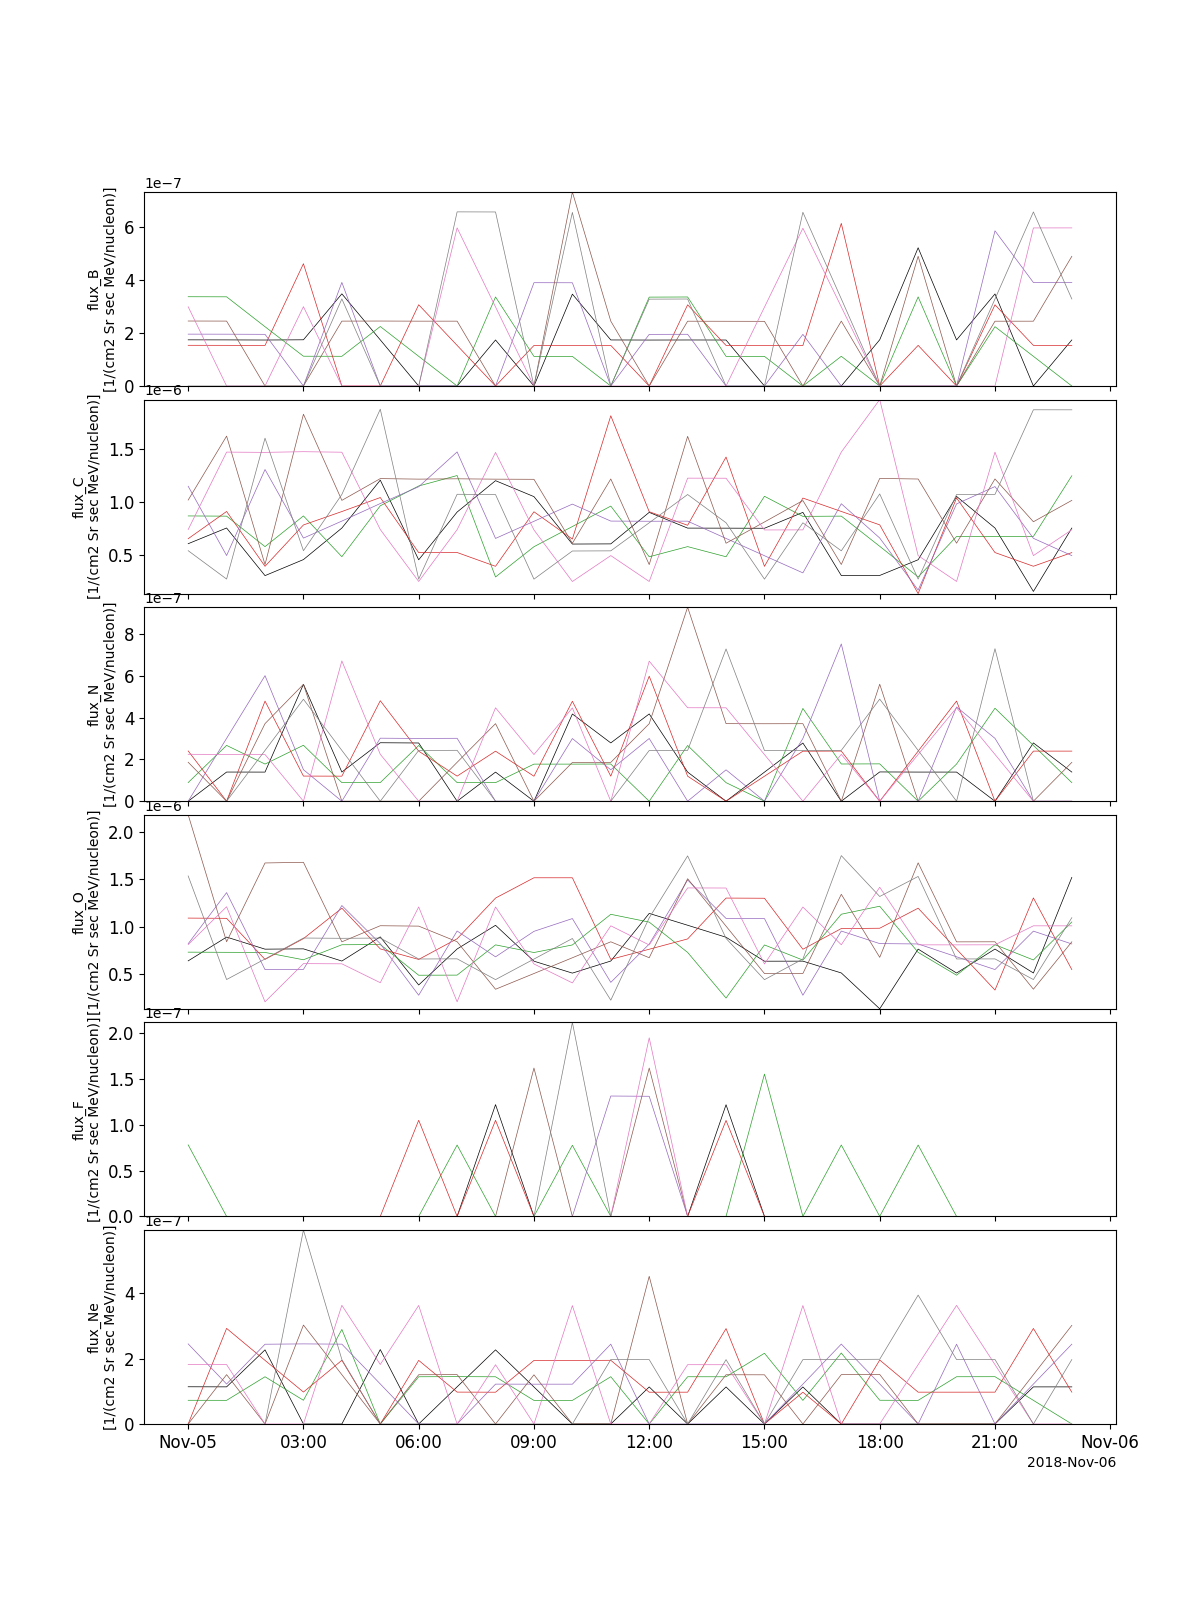 1e−7
6
4
2
0
flux_B
[1/(cm2 Sr sec MeV/nucleon)]
1e−6
1.5
1.0
0.5
flux_C
[1/(cm2 Sr sec MeV/nucleon)]
1e−7
8
6
4
2
0
flux_N
[1/(cm2 Sr sec MeV/nucleon)]
1e−6
2.0
1.5
1.0
0.5
flux_O
[1/(cm2 Sr sec MeV/nucleon)]
1e−7
2.0
1.5
1.0
0.5
0.0
flux_F
[1/(cm2 Sr sec MeV/nucleon)]
1e−7
4
2
0
flux_Ne
[1/(cm2 Sr sec MeV/nucleon)]
Nov-05 03:00 06:00 09:00 12:00 15:00 18:00 21:00 Nov-06
2018-Nov-06